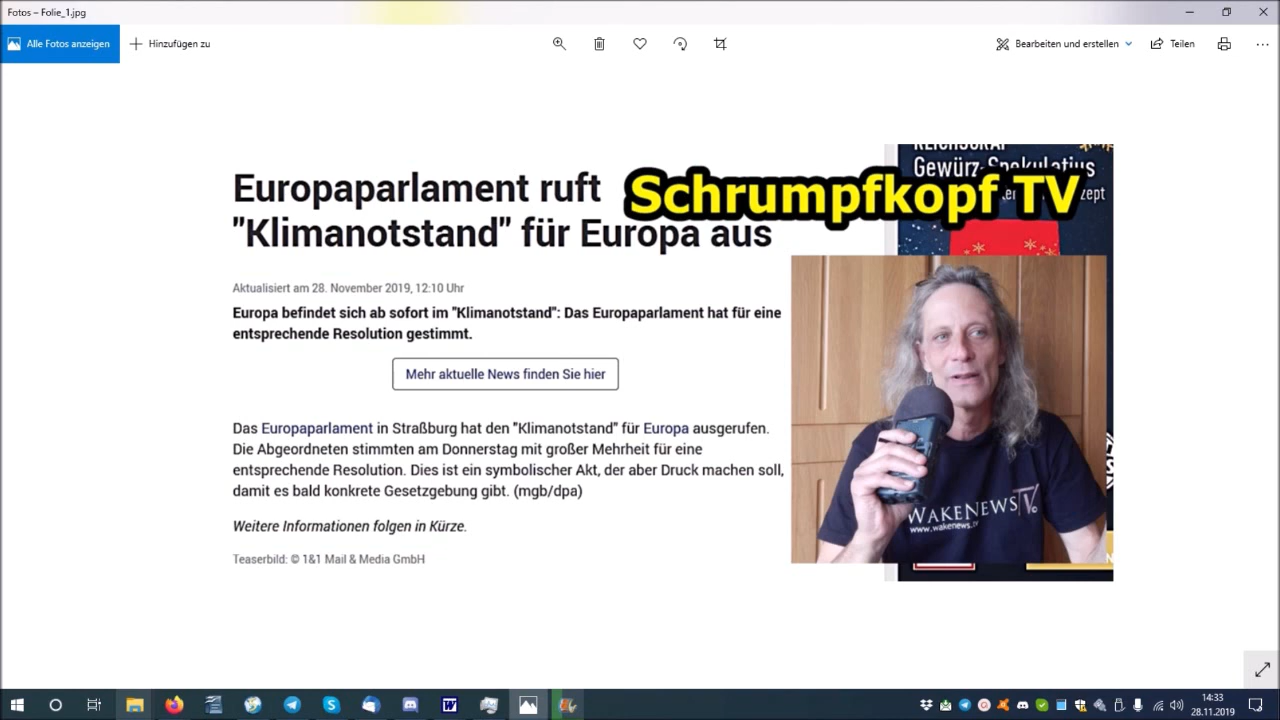 Fotos – Folie_1.jpg
Alle Fotos anzeigen
Hinzufügen zu
Bearbeiten und erstellen
Teilen
REICHSGRAF
Gewürz-Spekulatius
Schrumpfkopf TV
Europaparlament ruft
"Klimanotstand" für Europa aus
Aktualisiert am 28. November 2019, 12:10 Uhr
Europa befindet sich ab sofort im "Klimanotstand": Das Europaparlament hat für eine
entsprechende Resolution gestimmt.
Mehr aktuelle News finden Sie hier
Das Europaparlament in Straßburg hat den "Klimanotstand" für Europa ausgerufen.
Die Abgeordneten stimmten am Donnerstag mit großer Mehrheit für eine
entsprechende Resolution. Dies ist ein symbolischer Akt, der aber Druck machen soll,
damit es bald konkrete Gesetzgebung gibt. (mgb/dpa)
Weitere Informationen folgen in Kürze.
Teaserbild: © 1&1 Mail & Media GmbH
WAKENEWS TV
www.wakenews.tv
14:33
28.11.2019